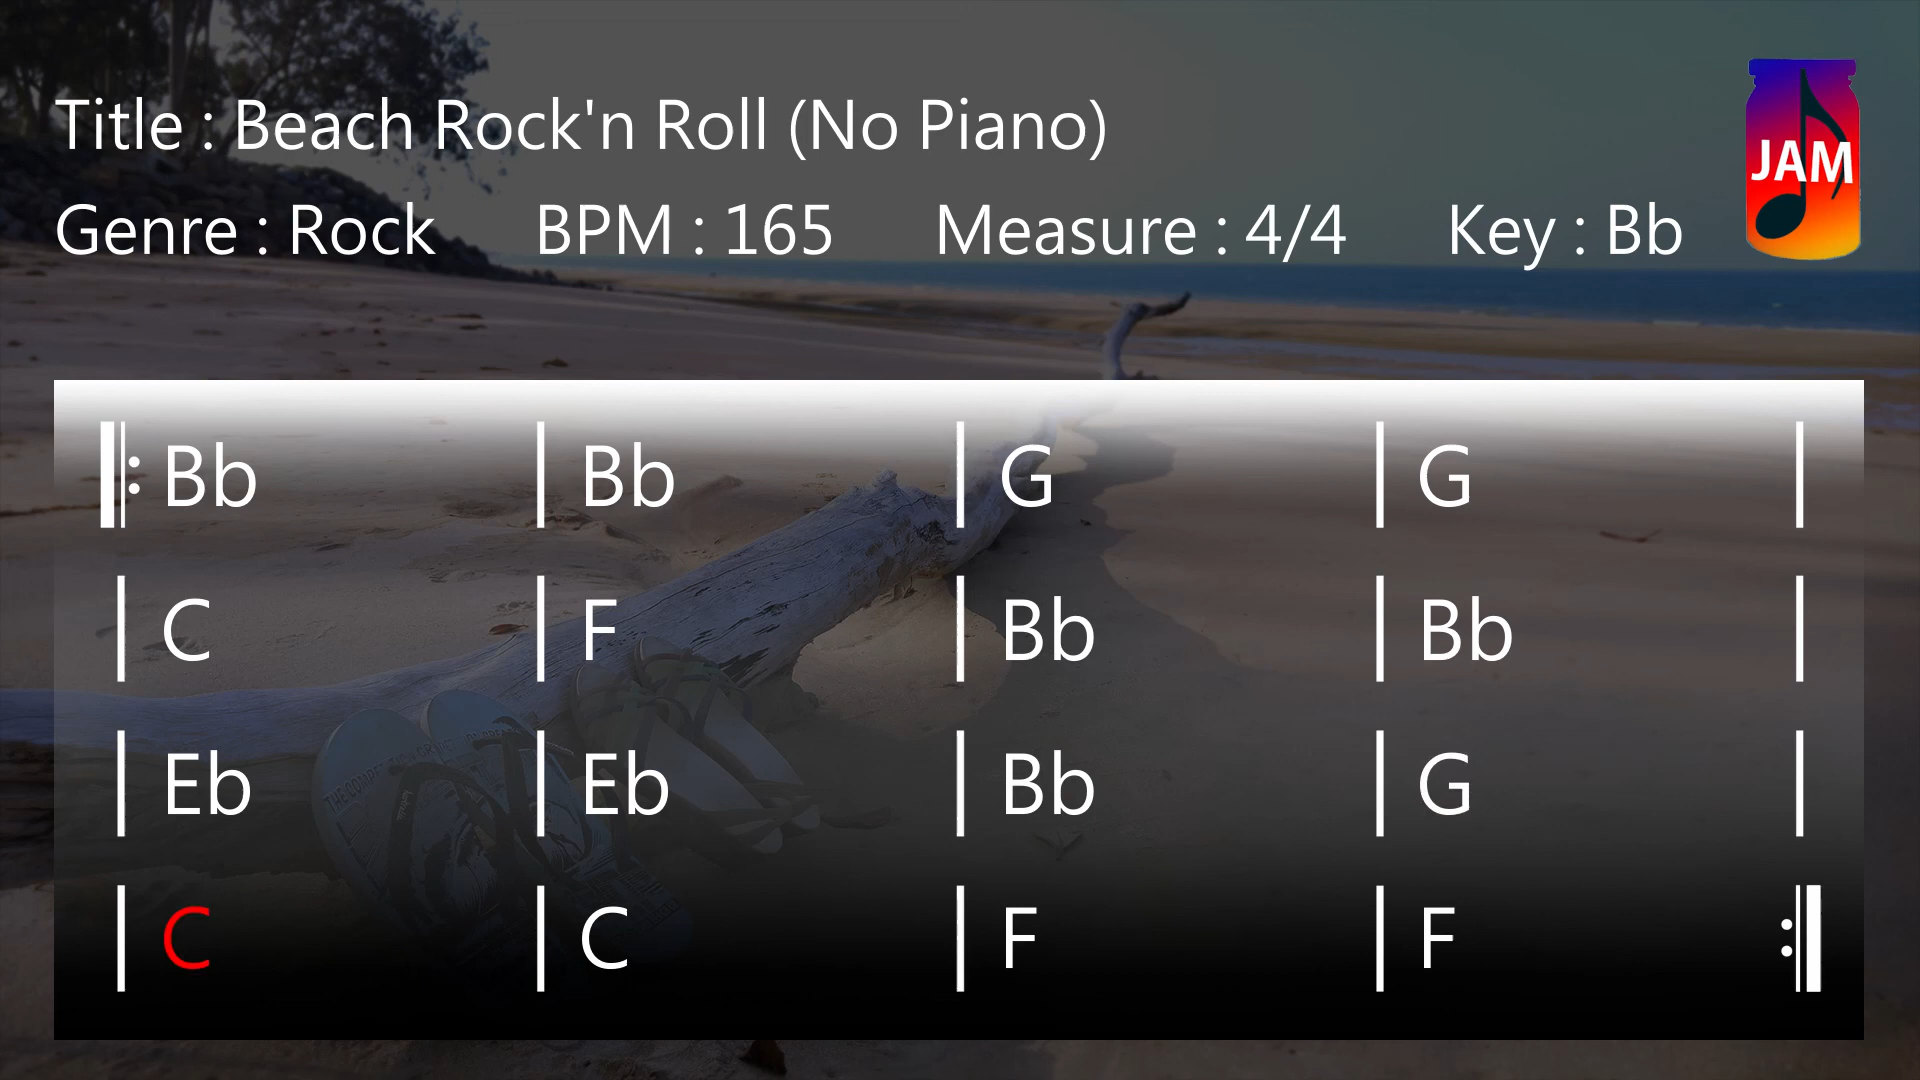 Title : Beach Rock'n Roll (No Piano)
JAM
Genre : Rock BPM : 165 Measure : 4/4 Key : Bb
Bb Bb G G
C F Bb Bb
Eb Eb Bb G
C C F F